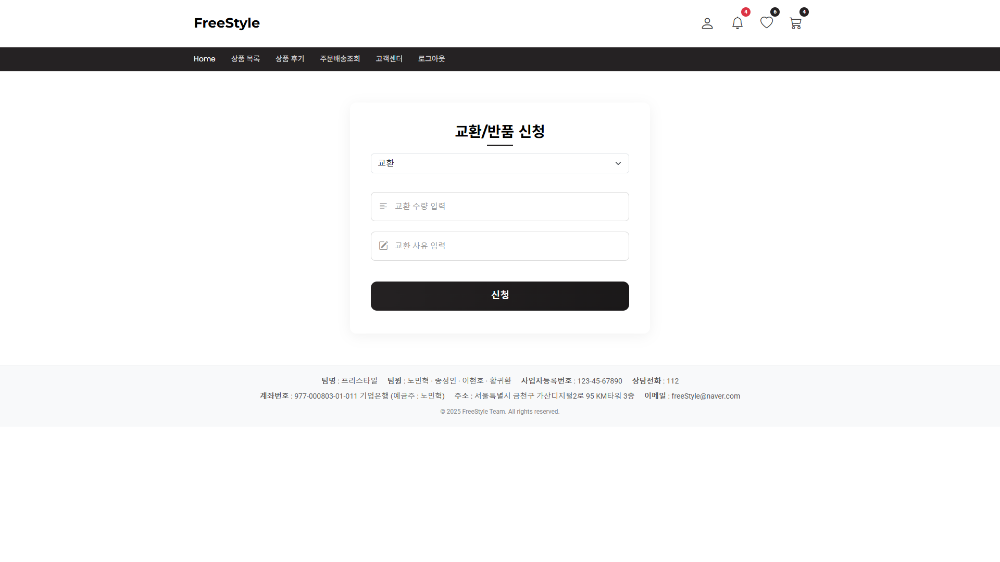 FreeStyle
4
6
4
Home 상품 목록 상품 후기 주문배송조회 고객센터 로그아웃
교환/반품 신청
교환
교환 수량 입력
교환 사유 입력
신청
팀명 : 프리스타일 팀원 : 노민혁 · 송성인 · 이현호 · 황귀환 사업자등록번호 : 123-45-67890 상담전화 : 112
계좌번호 : 977-000803-01-011 기업은행 (예금주 : 노민혁) 주소 : 서울특별시 금천구 가산디지털2로 95 KM타워 3층 이메일 : freeStyle@naver.com
© 2025 FreeStyle Team. All rights reserved.